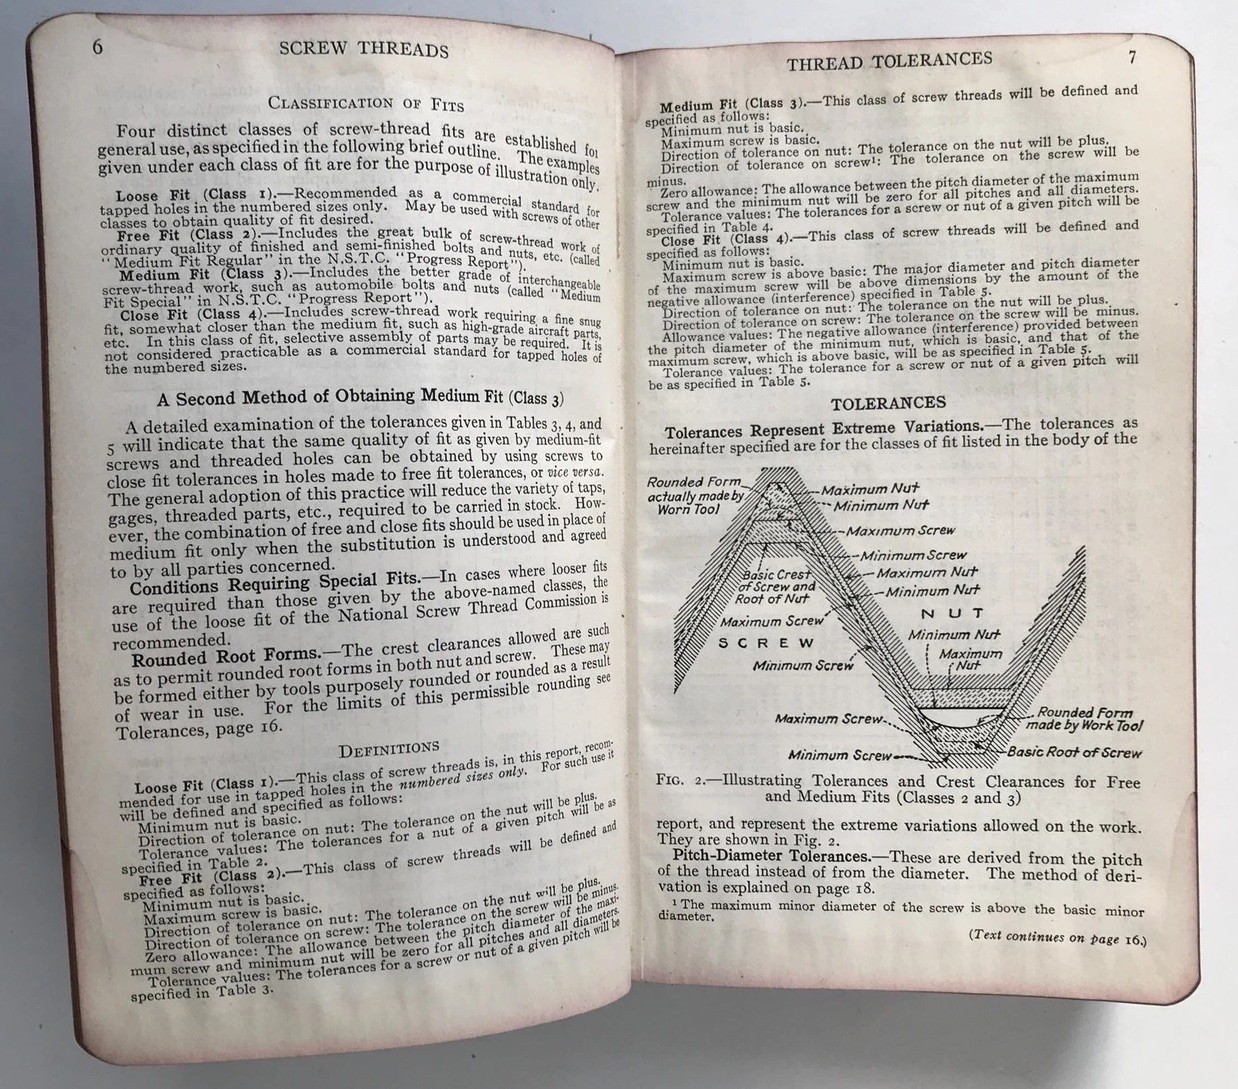 6
SCREW THREADS
CLASSIFICATION OF FITS
Four distinct classes of screw-thread fits are established for
general use, as specified in the following brief outline. The examples
given under each class of fit are for the purpose of illustration only.
Loose Fit (Class 1).—Recommended as a commercial standard for
tapped holes in the numbered sizes only. May be used with screws of other
classes to obtain quality of fit desired.
Free Fit (Class 2).—Includes the great bulk of screw-thread work of
ordinary quality of finished and semi-finished bolts and nuts, etc. (called
"Medium Fit Regular" in the N.S.T.C. "Progress Report").
Medium Fit (Class 3).—Includes the better grade of interchangeable
screw-thread work, such as automobile bolts and nuts (called "Medium
Fit Special" in N.S.T.C. "Progress Report").
Close Fit (Class 4).—Includes screw-thread work requiring a fine snug
fit, somewhat closer than the medium fit, such as high-grade aircraft parts,
etc. In this class of fit, selective assembly of parts may be required. It is
not considered practicable as a commercial standard for tapped holes of
the numbered sizes.
A Second Method of Obtaining Medium Fit (Class 3)
A detailed examination of the tolerances given in Tables 3, 4, and
5 will indicate that the same quality of fit as given by medium-fit
screws and threaded holes can be obtained by using screws to
close fit tolerances in holes made to free fit tolerances, or vice versa.
The general adoption of this practice will reduce the variety of taps,
gages, threaded parts, etc., required to be carried in stock. How-
ever, the combination of free and close fits should be used in place of
medium fit only when the substitution is understood and agreed
to by all parties concerned.
Conditions Requiring Special Fits.—In cases where looser fits
are required than those given by the above-named classes, the
use of the loose fit of the National Screw Thread Commission is
recommended.
Rounded Root Forms.—The crest clearances allowed are such
as to permit rounded root forms in both nut and screw. These may
be formed either by tools purposely rounded or rounded as a result
of wear in use. For the limits of this permissible rounding see
Tolerances, page 16.
DEFINITIONS
Loose Fit (Class 1).—This class of screw threads is, in this report, recom-
mended for use in tapped holes in the numbered sizes only. For such use it
will be defined and specified as follows:
Minimum nut is basic.
Direction of tolerance on nut: The tolerance on the nut will be plus.
Tolerance values: The tolerances for a nut of a given pitch will be as
specified in Table 2.
Free Fit (Class 2).—This class of screw threads will be defined and
specified as follows:
Minimum nut is basic.
Maximum screw is basic.
Direction of tolerance on nut: The tolerance on the nut will be plus.
Direction of tolerance on screw: The tolerance on the screw will be minus.
Zero allowance: The allowance between the pitch diameter of the maxi-
mum screw and minimum nut will be zero for all pitches and all diameters.
Tolerance values: The tolerances for a screw or nut of a given pitch will be
specified in Table 3.
THREAD TOLERANCES
7
Medium Fit (Class 3).—This class of screw threads will be defined and
specified as follows:
Minimum nut is basic.
Maximum screw is basic.
Direction of tolerance on nut: The tolerance on the nut will be plus.
Direction of tolerance on screw¹: The tolerance on the screw will be
minus.
Zero allowance: The allowance between the pitch diameter of the maximum
screw and the minimum nut will be zero for all pitches and all diameters.
Tolerance values: The tolerances for a screw or nut of a given pitch will be
specified in Table 4.
Close Fit (Class 4).—This class of screw threads will be defined and
specified as follows:
Minimum nut is basic.
Maximum screw is above basic: The major diameter and pitch diameter
of the maximum screw will be above dimensions by the amount of the
negative allowance (interference) specified in Table 5.
Direction of tolerance on nut: The tolerance on the nut will be plus.
Direction of tolerance on screw: The tolerance on the screw will be minus.
Allowance values: The negative allowance (interference) provided between
the pitch diameter of the minimum nut, which is basic, and that of the
maximum screw, which is above basic, will be as specified in Table 5.
Tolerance values: The tolerance for a screw or nut of a given pitch will
be as specified in Table 5.
TOLERANCES
Tolerances Represent Extreme Variations.—The tolerances as
hereinafter specified are for the classes of fit listed in the body of the
Rounded Form
actually made by
Worn Tool
Maximum Nut
Minimum Nut
Maximum Screw
Minimum Screw
Maximum Nut
Minimum Nut
Basic Crest
of Screw and
Root of Nut
Maximum Screw
SCREW
Minimum Screw
NUT
Minimum Nut
Maximum
Nut
Maximum Screw
Rounded Form
made by Work Tool
Minimum Screw
Basic Root of Screw
FIG. 2.—Illustrating Tolerances and Crest Clearances for Free
and Medium Fits (Classes 2 and 3)
report, and represent the extreme variations allowed on the work.
They are shown in Fig. 2.
Pitch-Diameter Tolerances.—These are derived from the pitch
of the thread instead of from the diameter. The method of deri-
vation is explained on page 18.
¹ The maximum minor diameter of the screw is above the basic minor
diameter.
(Text continues on page 16.)